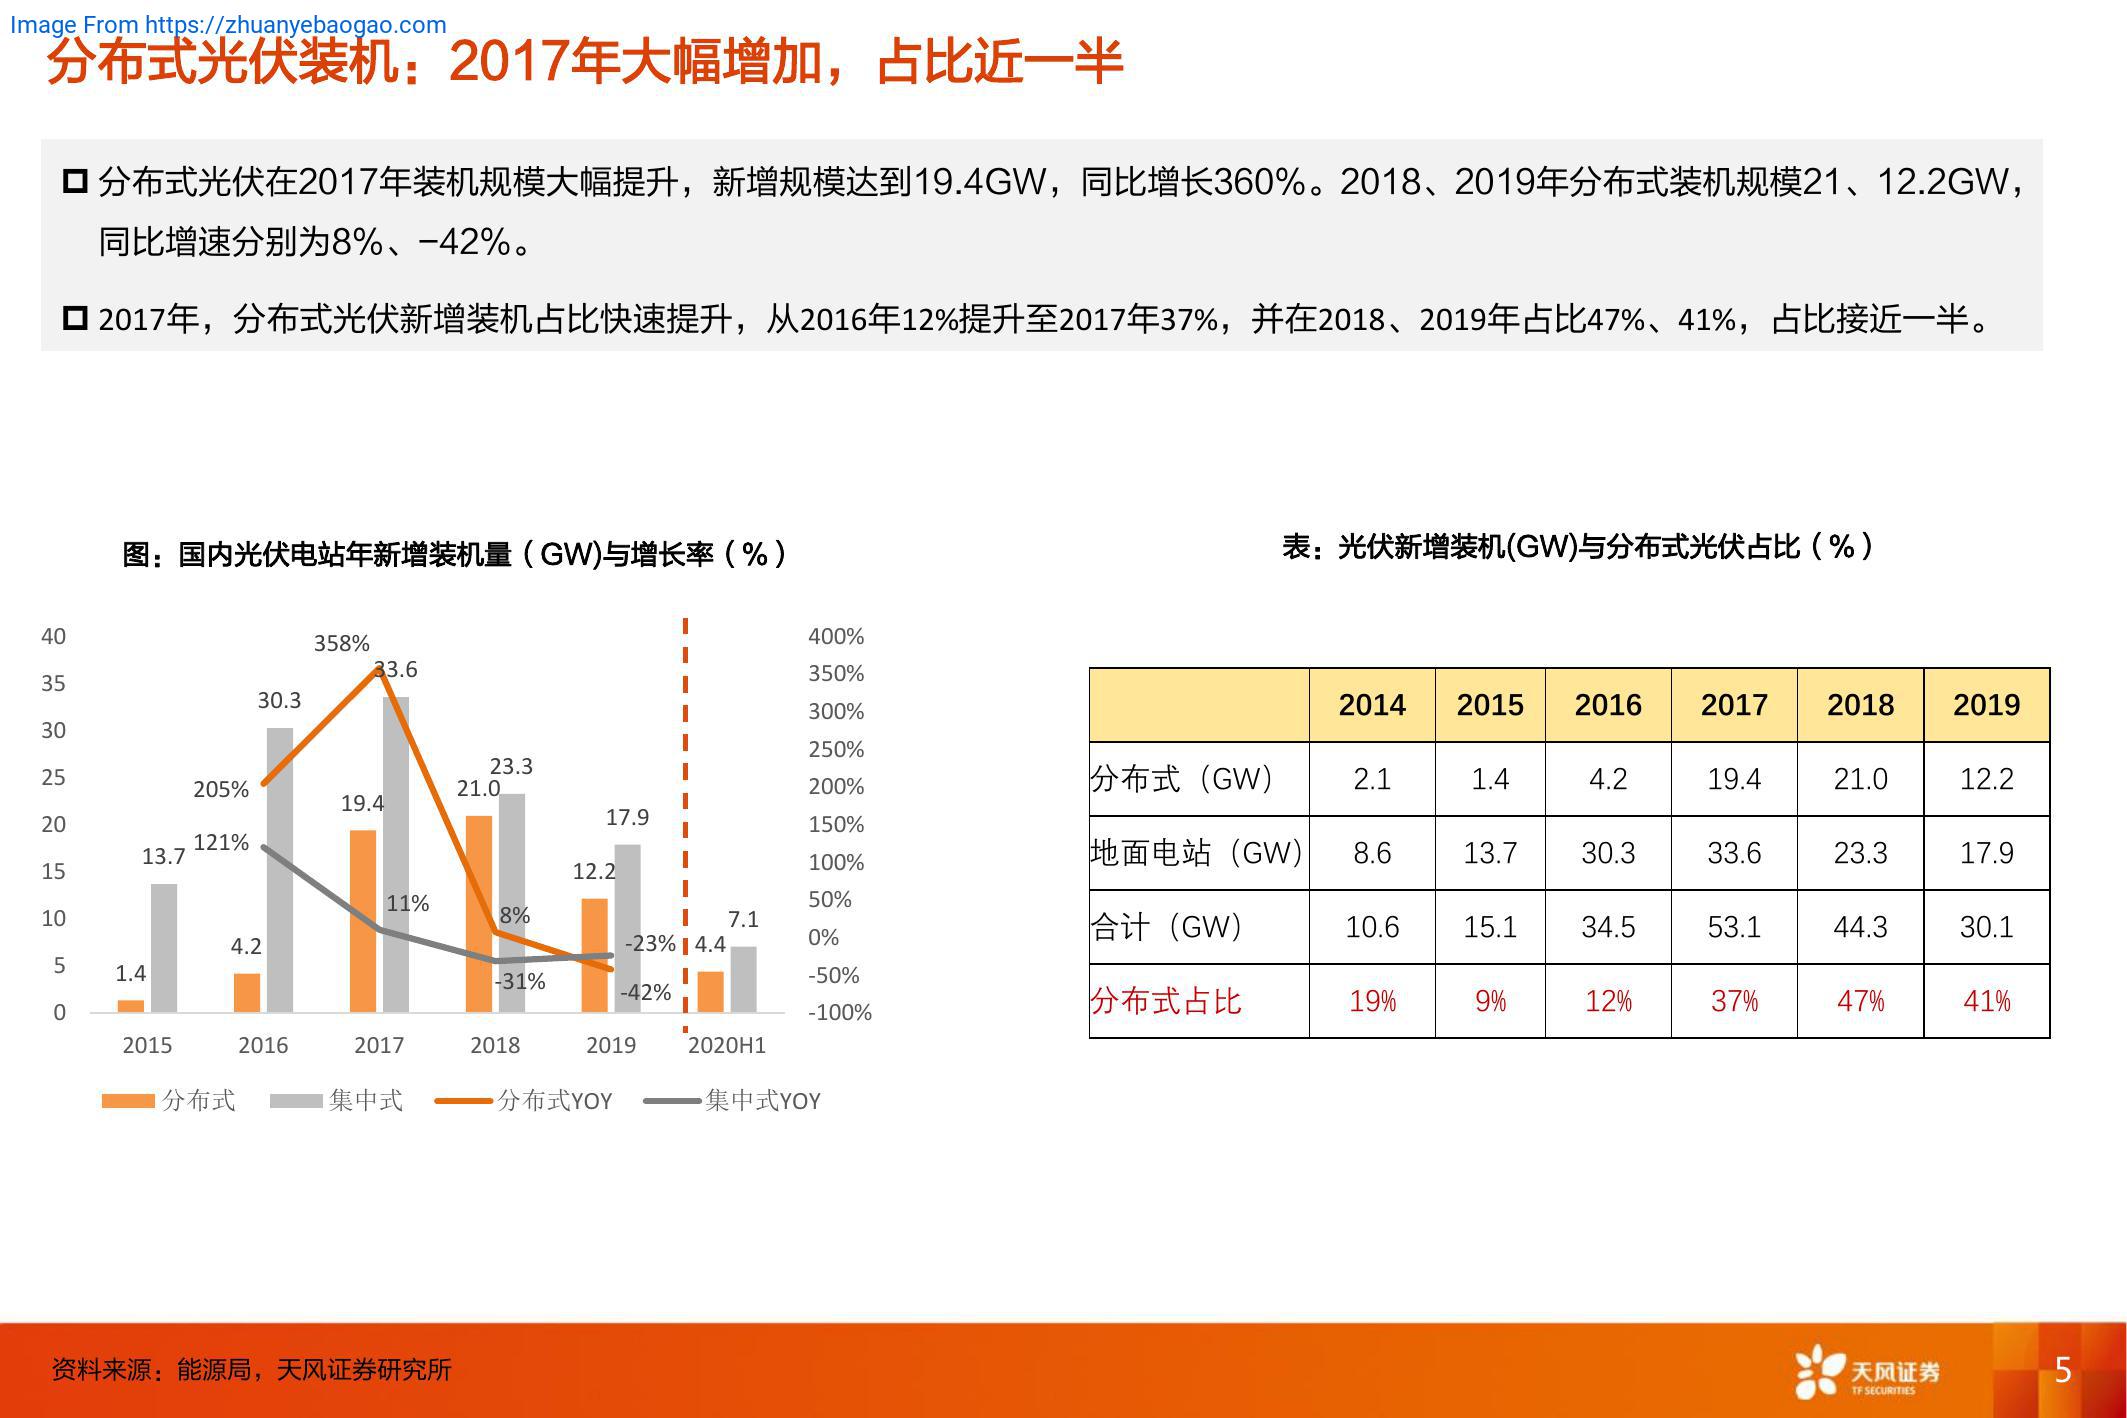 Image From https://zhuanyebaogao.com
分布式光伏装机：2017年大幅增加，占比近一半
分布式光伏在2017年装机规模大幅提升，新增规模达到19.4GW，同比增长360%。2018、2019年分布式装机规模21、12.2GW，
同比增速分别为8%、-42%。
2017年，分布式光伏新增装机占比快速提升，从2016年12%提升至2017年37%，并在2018、2019年占比47%、41%，占比接近一半。
图：国内光伏电站年新增装机量（GW)与增长率（%）
40
35
30
25
20
15
10
5
0
400%
350%
300%
250%
200%
150%
100%
50%
0%
-50%
-100%
358%
33.6
30.3
205%
121%
13.7
1.4
4.2
19.4
11%
21.0
23.3
8%
-31%
12.2
17.9
-23%
-42%
4.4
7.1
2015 2016 2017 2018 2019 2020H1
分布式 集中式 分布式YOY 集中式YOY
表：光伏新增装机(GW)与分布式光伏占比（%）
2014 2015 2016 2017 2018 2019
分布式（GW） 2.1 1.4 4.2 19.4 21.0 12.2
地面电站（GW） 8.6 13.7 30.3 33.6 23.3 17.9
合计（GW） 10.6 15.1 34.5 53.1 44.3 30.1
分布式占比 19% 9% 12% 37% 47% 41%
资料来源：能源局，天风证券研究所
天风证券
TF SECURITIES
5